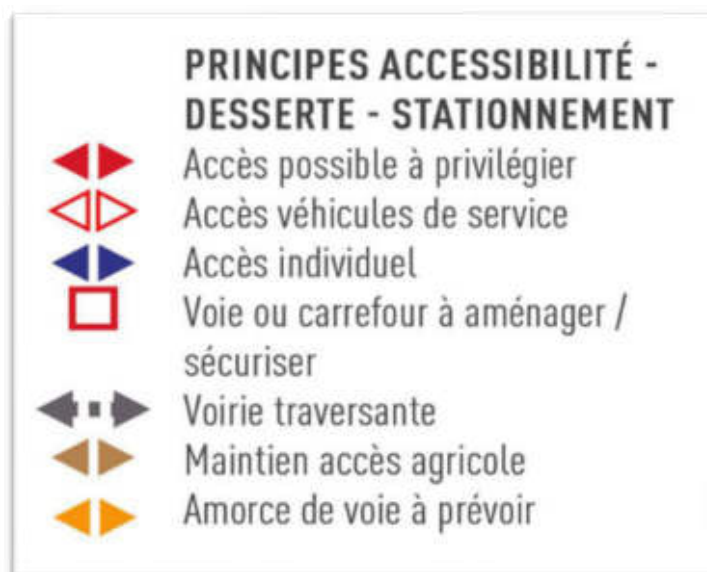 PRINCIPES ACCESSIBILITÉ -
DESSERTE - STATIONNEMENT
Accès possible à privilégier
Accès véhicules de service
Accès individuel
Voie ou carrefour à aménager /
sécuriser
Voirie traversante
Maintien accès agricole
Amorce de voie à prévoir